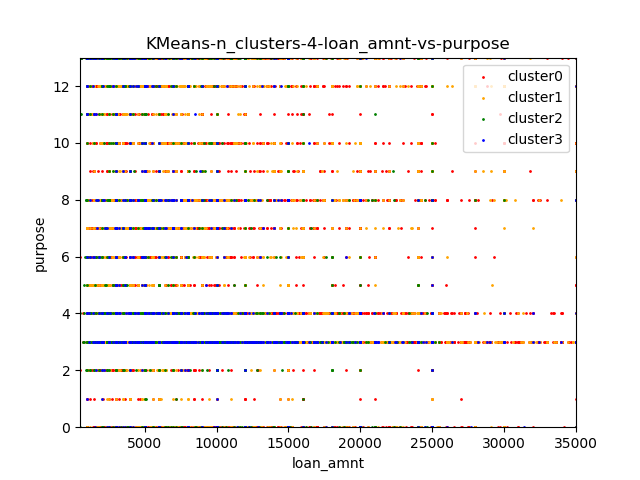 KMeans-n_clusters-4-loan_amnt-vs-purpose
cluster0
cluster1
cluster2
cluster3
12
10
8
6
4
2
0
purpose
5000 10000 15000 20000 25000 30000 35000
loan_amnt